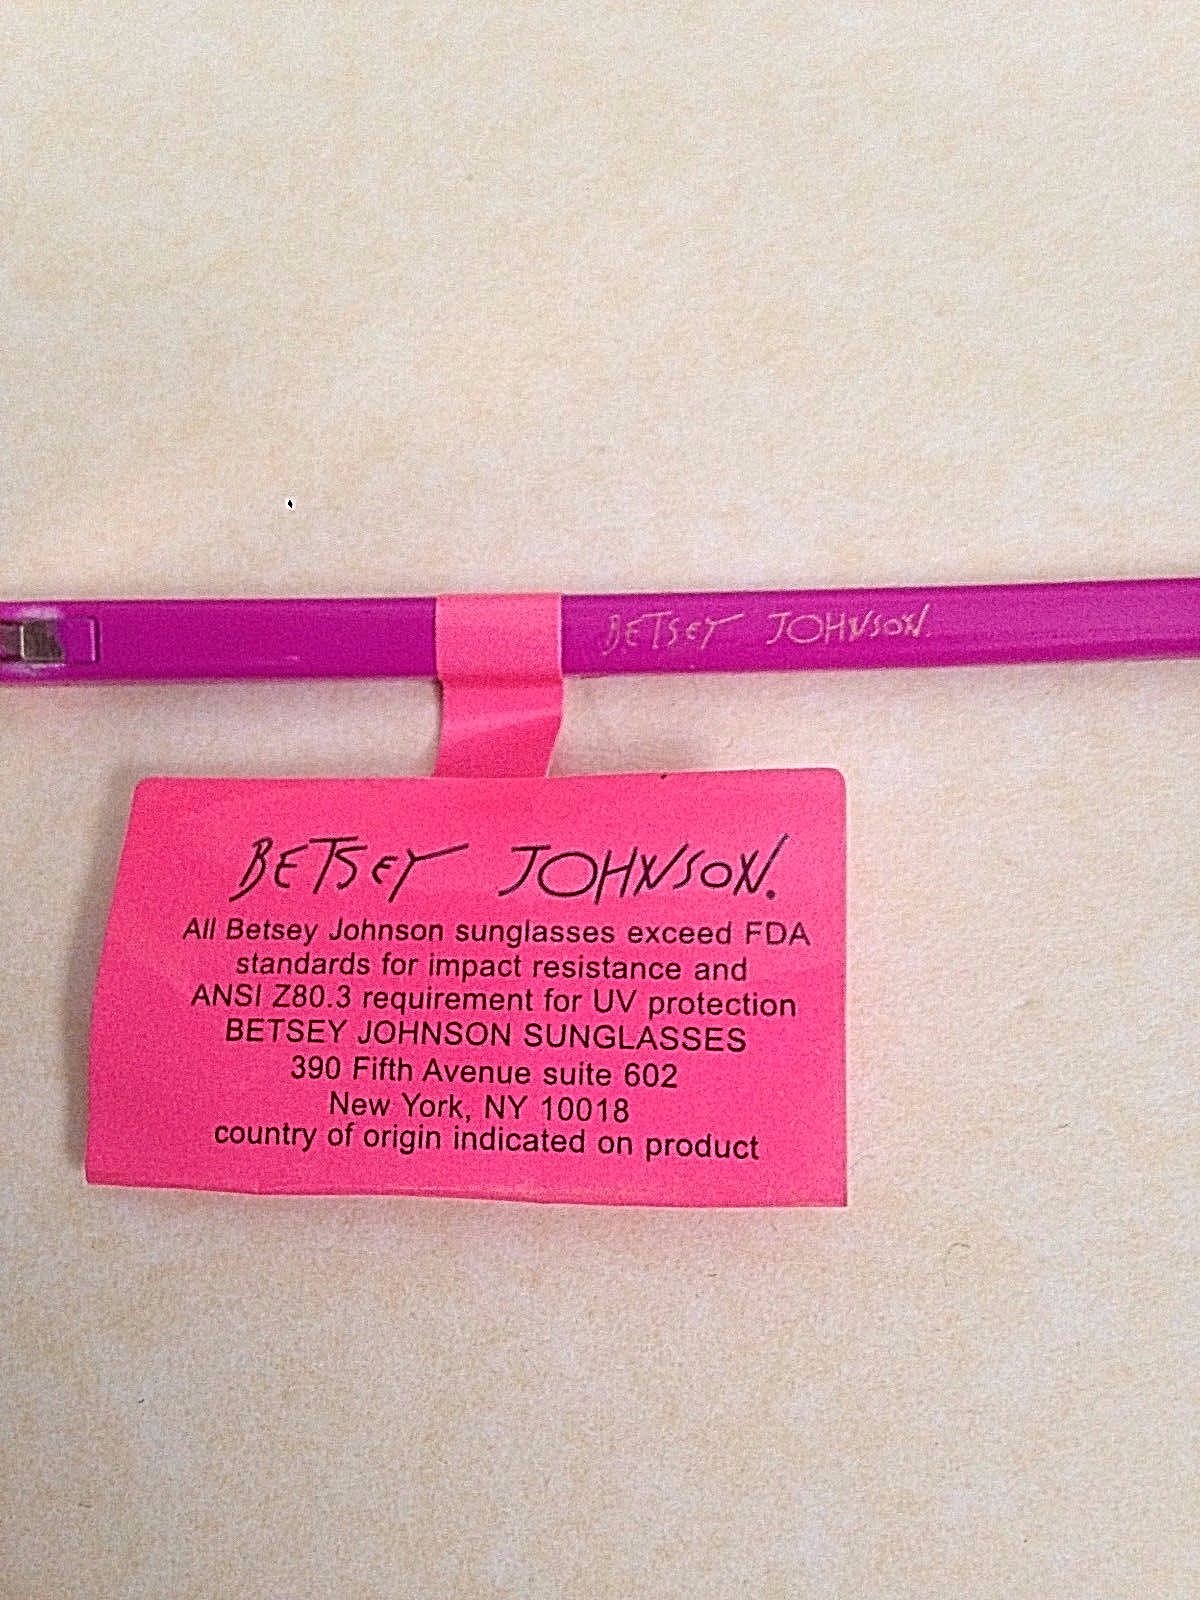 BETSEY JOHNSON.
BETSEY JOHNSON.
All Betsey Johnson sunglasses exceed FDA
standards for impact resistance and
ANSI Z80.3 requirement for UV protection
BETSEY JOHNSON SUNGLASSES
390 Fifth Avenue suite 602
New York, NY 10018
country of origin indicated on product